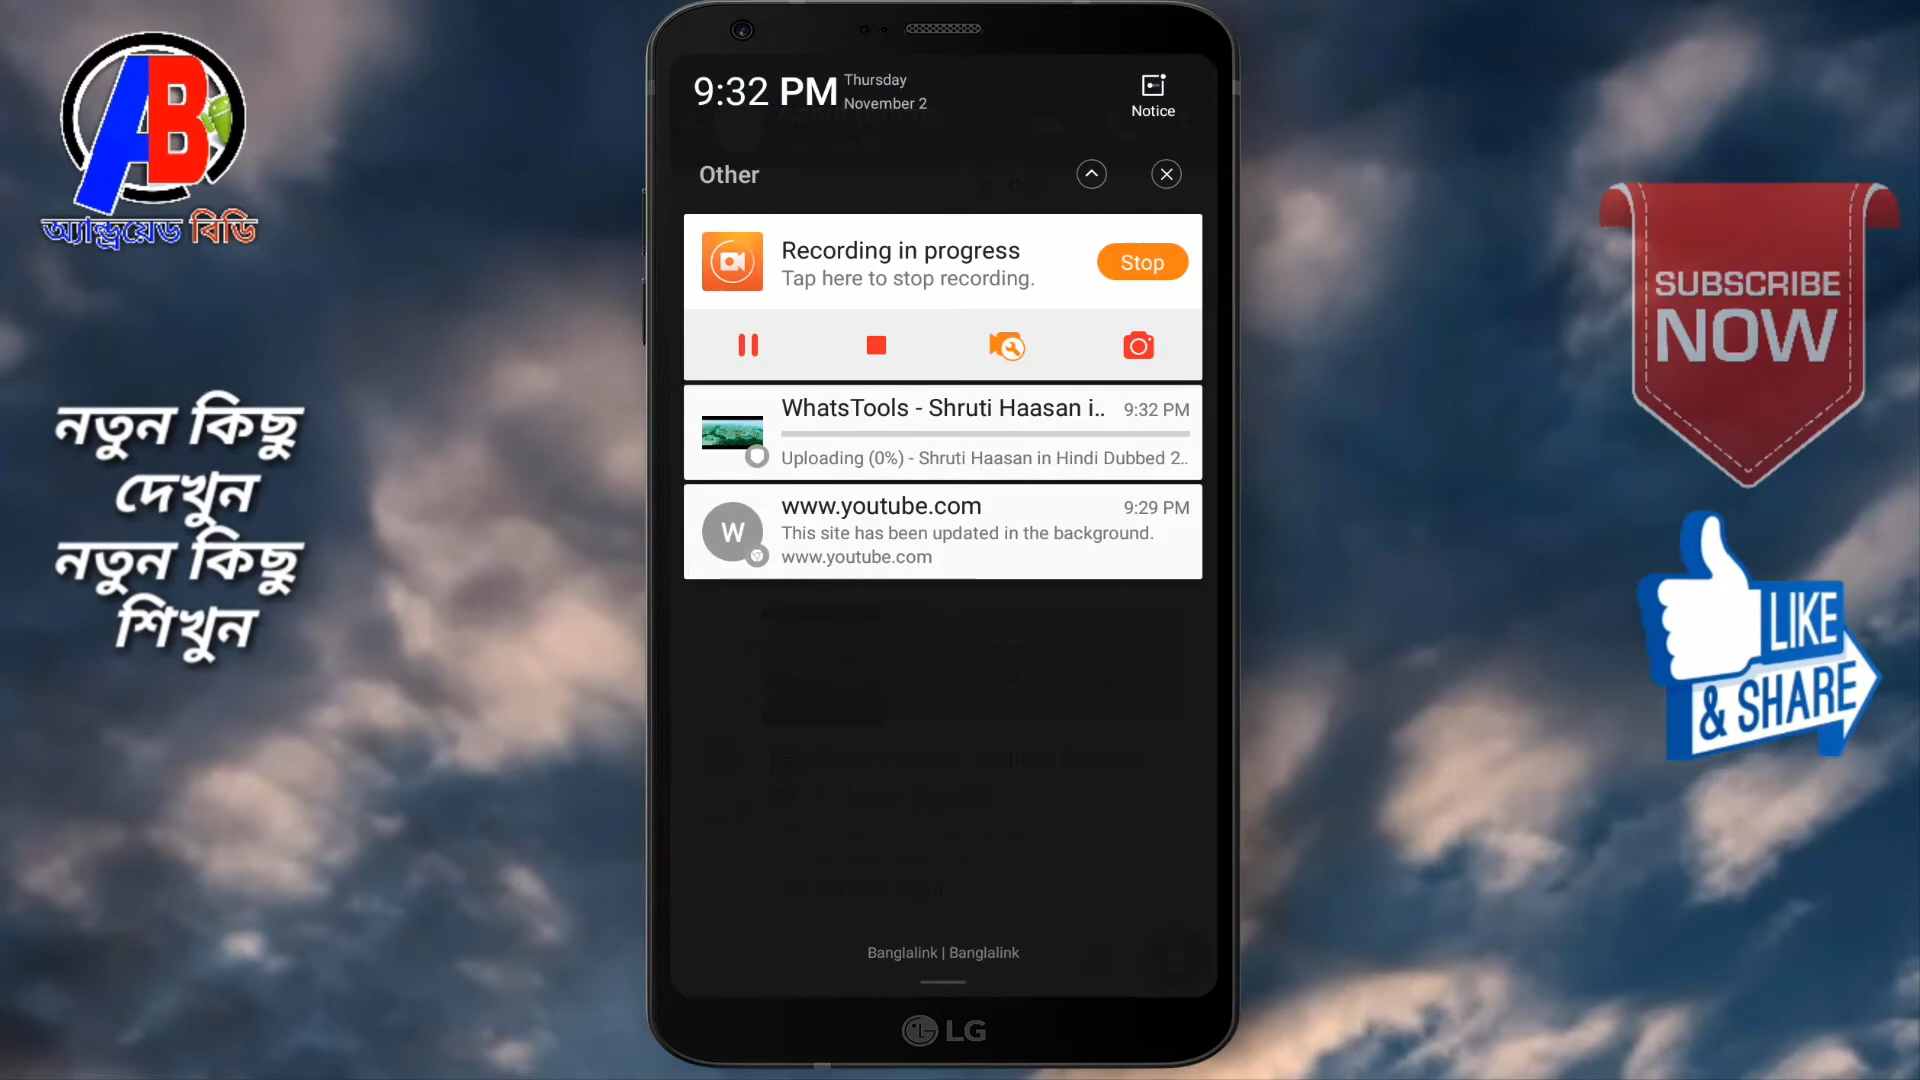 AB
অ্যান্ড্রয়েড বিডি
নতুন কিছু
দেখুন
নতুন কিছু
শিখুন
9:32 PM
Thursday
November 2
Notice
Other
Recording in progress
Tap here to stop recording.
Stop
WhatsTools - Shruti Haasan i..
9:32 PM
Uploading (0%) - Shruti Haasan in Hindi Dubbed 2..
W
www.youtube.com
9:29 PM
This site has been updated in the background.
www.youtube.com
Banglalink | Banglalink
LG
SUBSCRIBE
NOW
LIKE
& SHARE